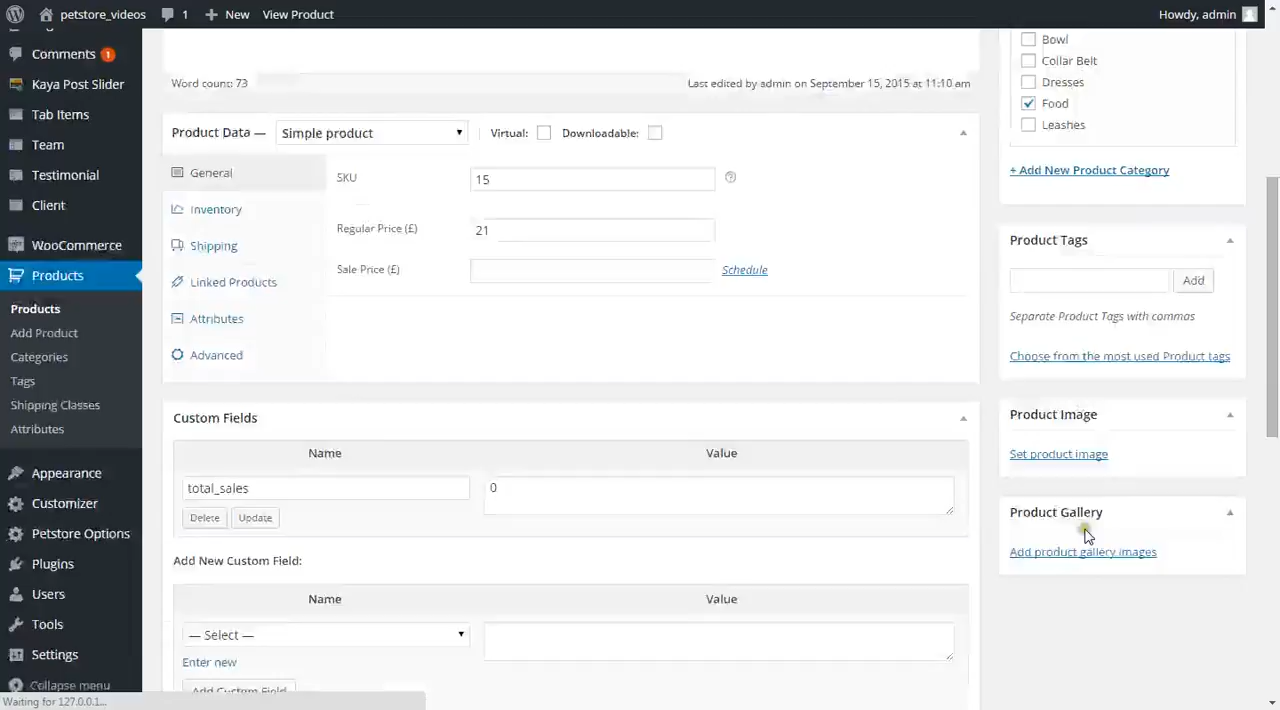 petstore_videos 1 New View Product Howdy, admin
Comments 1
Kaya Post Slider
Tab Items
Team
Testimonial
Client
WooCommerce
Products
Products
Add Product
Categories
Tags
Shipping Classes
Attributes
Appearance
Customizer
Petstore Options
Plugins
Users
Tools
Settings
Collapse menu
Waiting for 127.0.0.1...
Word count: 73 Last edited by admin on September 15, 2015 at 11:10 am
Product Data — Simple product Virtual: Downloadable:
General
Inventory
Shipping
Linked Products
Attributes
Advanced
SKU 15
Regular Price (£) 21
Sale Price (£) Schedule
Custom Fields
Name Value
total_sales 0
Delete Update
Add New Custom Field:
Name Value
— Select —
Enter new
Add Custom Field
Bowl
Collar Belt
Dresses
Food
Leashes
+ Add New Product Category
Product Tags
Add
Separate Product Tags with commas
Choose from the most used Product tags
Product Image
Set product image
Product Gallery
Add product gallery images